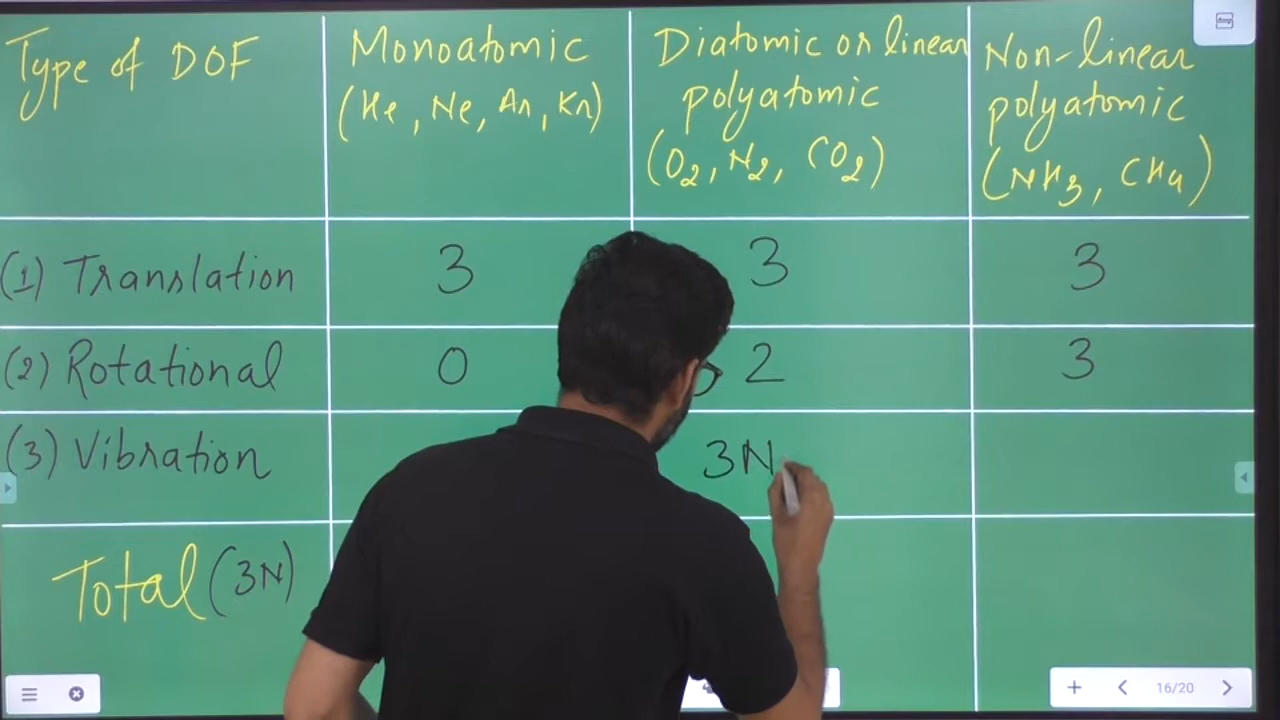 Type of DOF
Monoatomic
(He, Ne, Ar, Kr)
Diatomic or linear
polyatomic
(O2, N2, CO2)
Non-linear
polyatomic
(NH3, CH4)
(1) Translation 3 3 3
(2) Rotational 0 2 3
(3) Vibration 3N
Total (3N)
16/20